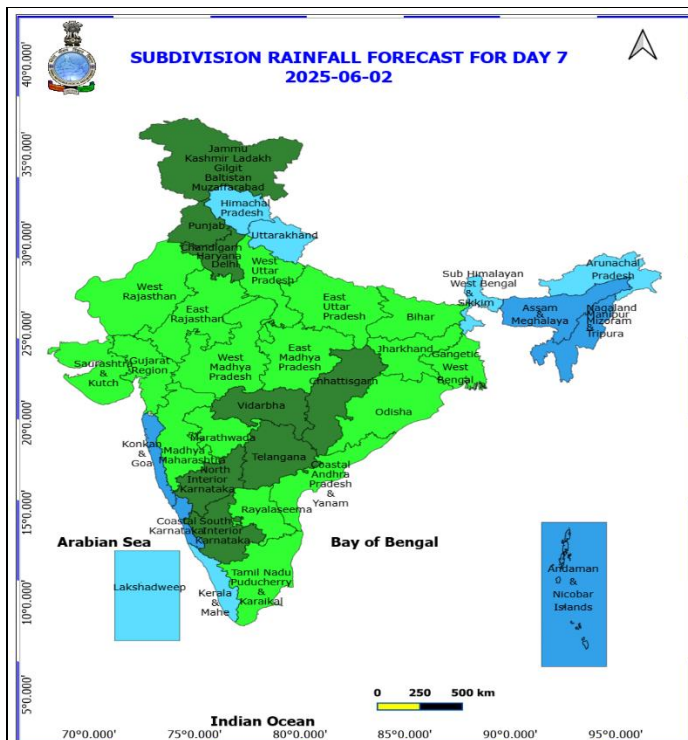 SUBDIVISION RAINFALL FORECAST FOR DAY 7
2025-06-02
40°0.000'
35°0.000'
30°0.000'
25°0.000'
20°0.000'
15°0.000'
10°0.000'
5°0.000'
Jammu
Kashmir Ladakh
Gilgit
Baltistan
Muzaffarabad
Himachal
Pradesh
Punjab
Uttarakhand
Chandigarh
Haryana
Delhi
West
Uttar
Pradesh
West
Rajasthan
East
Rajasthan
East
Uttar
Pradesh
Bihar
Sub Himalayan
West Bengal
&
Sikkim
Arunachal
Pradesh
Assam
&
Meghalaya
Nagaland
Manipur
Mizoram
&
Tripura
Saurashtra
&
Kutch
Gujarat
Region
West
Madhya
Pradesh
East
Madhya
Pradesh
Jharkhand
Gangetic
West
Bengal
Chhattisgarh
Odisha
Vidarbha
Konkan
&
Goa
Marathwada
Madhya
Maharashtra
Telangana
North
Interior
Karnataka
Coastal
Andhra
Pradesh
&
Yanam
Rayalaseema
Coastal
Karnataka
South
Interior
Karnataka
Arabian Sea
Bay of Bengal
Lakshadweep
Kerala
&
Mahe
Tamil Nadu
Puducherry
&
Karaikal
Andaman
&
Nicobar
Islands
0 250 500 km
Indian Ocean
70°0.000' 75°0.000' 80°0.000' 85°0.000' 90°0.000' 95°0.000'